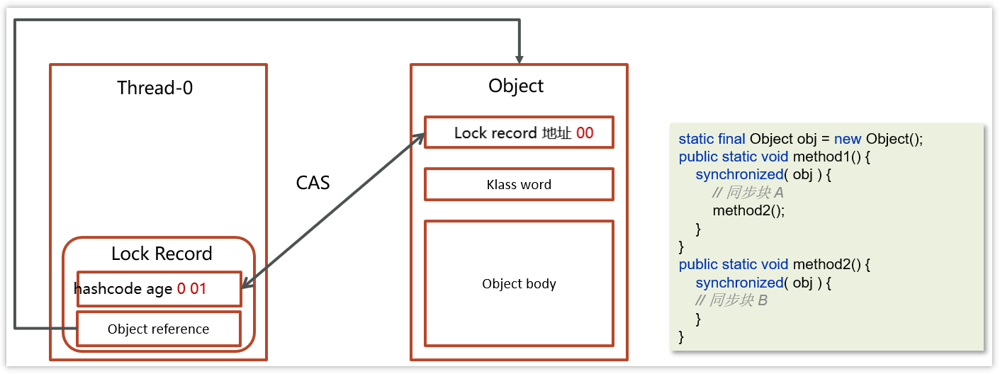 Thread-0
Lock Record
hashcode age 0 01
Object reference
CAS
Object
Lock record 地址 00
Klass word
Object body
static final Object obj = new Object();
public static void method1() {
    synchronized( obj ) {
        // 同步块 A
        method2();
    }
}
public static void method2() {
    synchronized( obj ) {
    // 同步块 B
    }
}